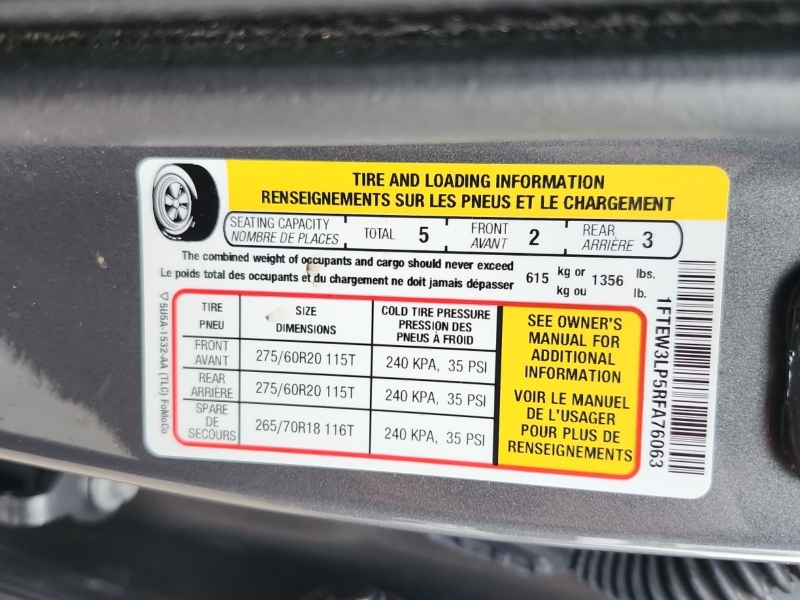 TIRE AND LOADING INFORMATION
RENSEIGNEMENTS SUR LES PNEUS ET LE CHARGEMENT
SEATING CAPACITY
NOMBRE DE PLACES
TOTAL 5
FRONT
AVANT 2
REAR
ARRIÈRE 3
The combined weight of occupants and cargo should never exceed
Le poids total des occupants et du chargement ne doit jamais dépasser
615 kg or 1356 lbs.
kg ou lb.
TIRE
PNEU
SIZE
DIMENSIONS
COLD TIRE PRESSURE
PRESSION DES
PNEUS A FROID
FRONT
AVANT
275/60R20 115T
240 KPA, 35 PSI
REAR
ARRIÈRE
275/60R20 115T
240 KPA, 35 PSI
SPARE
DE
SECOURS
265/70R18 116T
240 KPA, 35 PSI
SEE OWNER'S
MANUAL FOR
ADDITIONAL
INFORMATION
VOIR LE MANUEL
DE L'USAGER
POUR PLUS DE
RENSEIGNEMENTS
5U5A-1532-AA (TLC) FoMoCo
1FTEW3LP5RFA76063